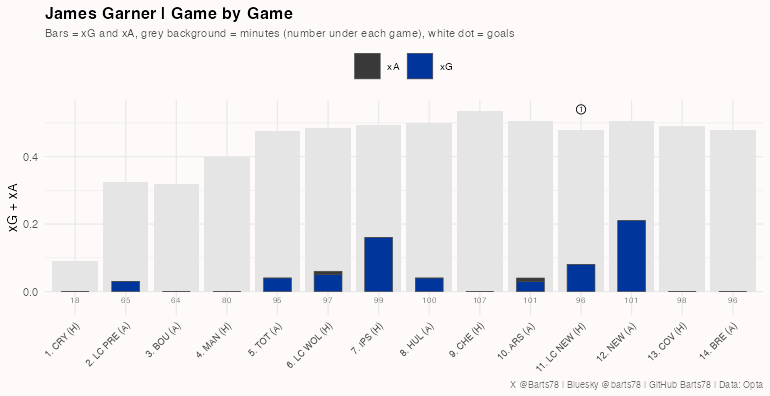 James Garner | Game by Game
Bars = xG and xA, grey background = minutes (number under each game), white dot = goals
xA xG
xG + xA
0.4
0.2
0.0
1
18 65 64 80 95 97 99 100 107 101 96 101 98 96
1. CRY (H)
2. LC PRE (A)
3. BOU (A)
4. MAN (H)
5. TOT (A)
6. LC WOL (H)
7. IPS (H)
8. HUL (A)
9. CHE (H)
10. ARS (A)
11. LC NEW (H)
12. NEW (A)
13. COV (H)
14. BRE (A)
X @Barts78 | Bluesky @barts78 | GitHub Barts78 | Data: Opta